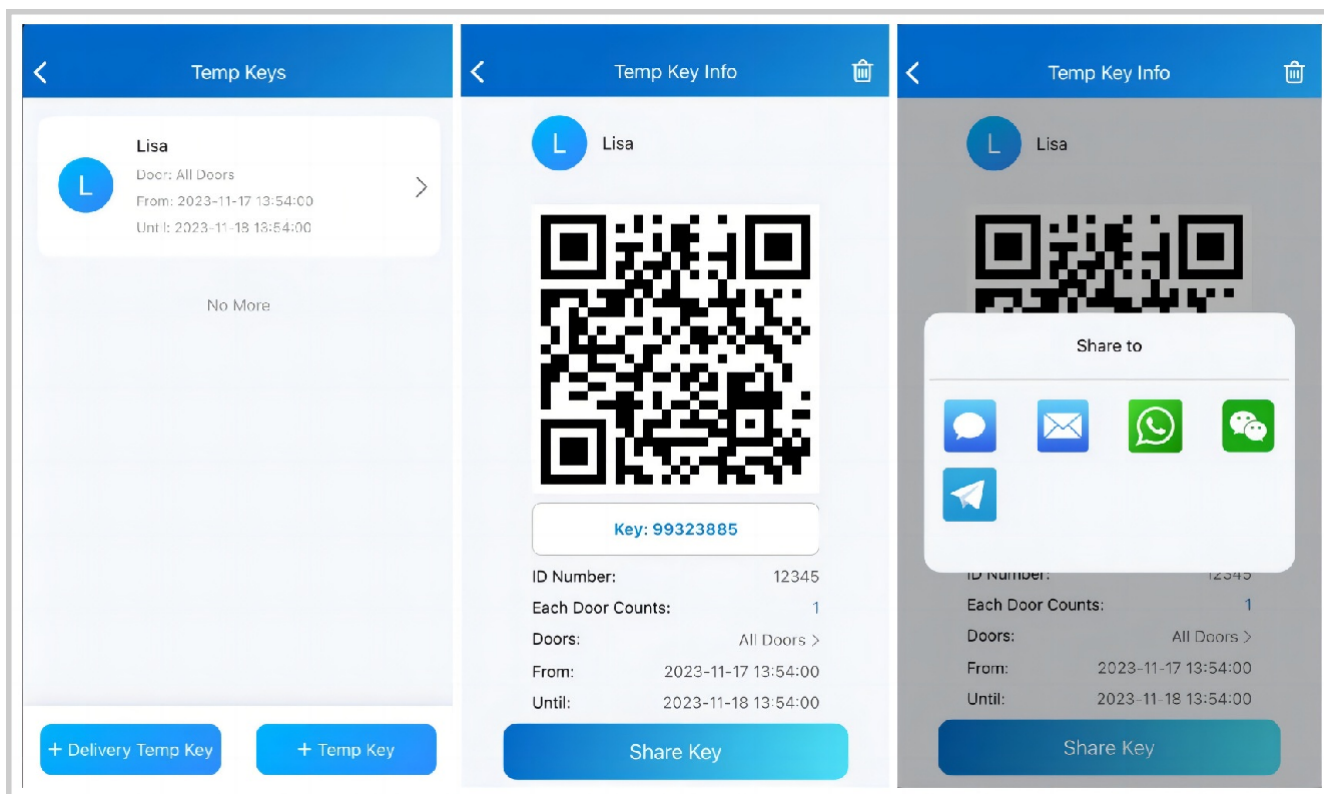 Temp Keys
Lisa
L
Door: All Doors
From: 2023-11-17 13:54:00
Until: 2023-11-18 13:54:00
No More
+ Delivery Temp Key
+ Temp Key
Temp Key Info
L
Lisa
Key: 99323885
ID Number: 12345
Each Door Counts: 1
Doors: All Doors >
From: 2023-11-17 13:54:00
Until: 2023-11-18 13:54:00
Share Key
Temp Key Info
L
Lisa
Share to
ID Number: 12345
Each Door Counts: 1
Doors: All Doors >
From: 2023-11-17 13:54:00
Until: 2023-11-18 13:54:00
Share Key